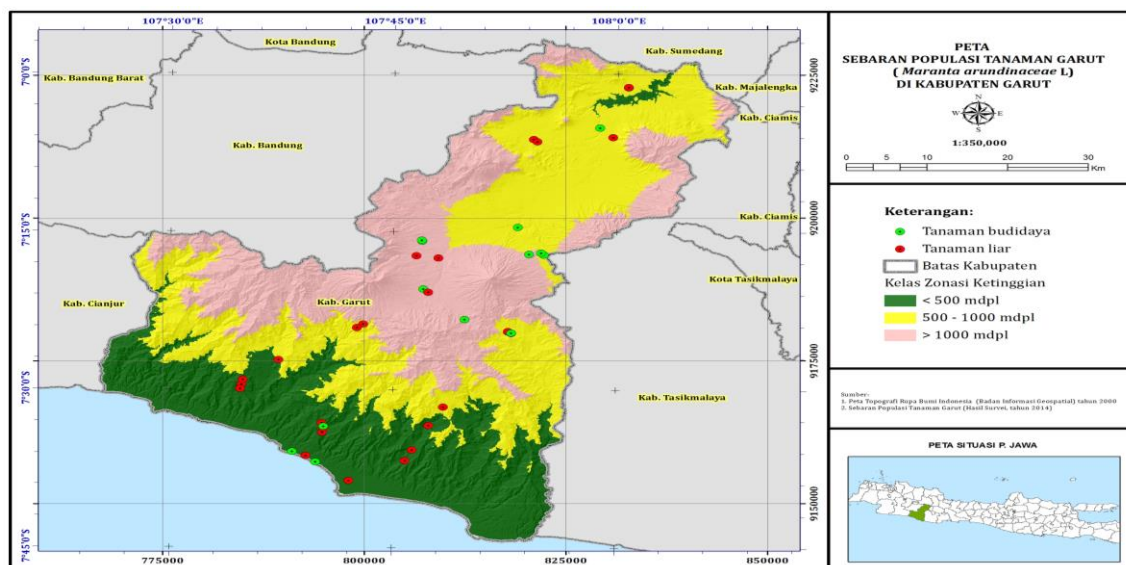 107°30'0"E
107°45'0"E
108°0'0"E
Kota Bandung
Kab. Sumedang
Kab. Bandung Barat
Kab. Majalengka
Kab. Ciamis
Kab. Bandung
Kab. Ciamis
Kota Tasikmalaya
Kab. Cianjur
Kab. Garut
Kab. Tasikmalaya
7°0'0"S
7°15'0"S
7°30'0"S
7°45'0"S
9225000
9200000
9175000
9150000
775000
800000
825000
850000
PETA
SEBARAN POPULASI TANAMAN GARUT
( Maranta arundinaceae L)
DI KABUPATEN GARUT
N
W E
S
1:350,000
0 5 10 20 30
Km
Keterangan:
Tanaman budidaya
Tanaman liar
Batas Kabupaten
Kelas Zonasi Ketinggian
< 500 mdpl
500 - 1000 mdpl
> 1000 mdpl
Sumber:
1. Peta Topografi Rupa Bumi Indonesia (Badan Informasi Geospatial) tahun 2000
2. Sebaran Populasi Tanaman Garut (Hasil Survei, tahun 2014)
PETA SITUASI P. JAWA